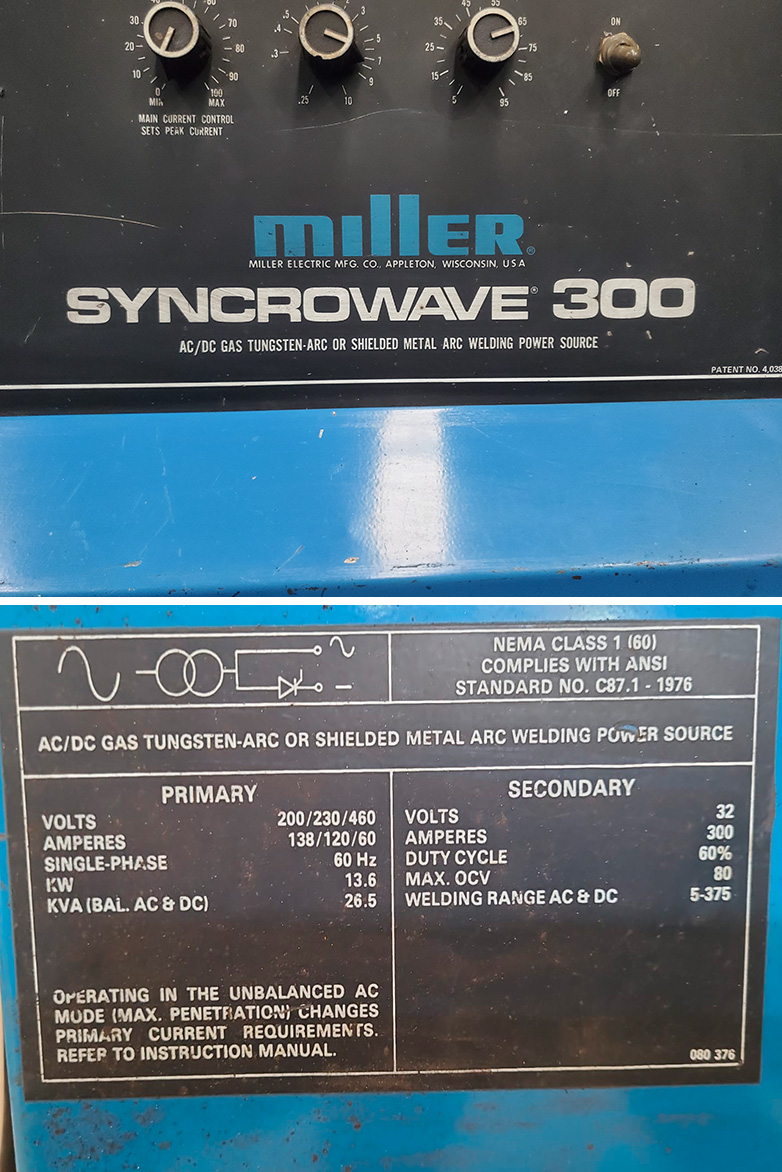 30
70
80
10
90
0
100
MIN
MAX
MAIN CURRENT CONTROL
SETS PEAK CURRENT
.5
.4
.3
3
5
7
9
.25
10
45
55
35
65
25
15
85
5
95
ON
OFF
miLLER®
MILLER ELECTRIC MFG. CO., APPLETON, WISCONSIN, USA
SYNCROWAVE® 300
AC/DC GAS TUNGSTEN-ARC OR SHIELDED METAL ARC WELDING POWER SOURCE
PATENT NO. 4,038
NEMA CLASS 1 (60)
COMPLIES WITH ANSI
STANDARD NO. C87.1 - 1976
AC/DC GAS TUNGSTEN-ARC OR SHIELDED METAL ARC WELDING POWER SOURCE
PRIMARY
VOLTS 200/230/460
AMPERES 138/120/60
SINGLE-PHASE 60 Hz
KW 13.6
KVA (BAL. AC & DC) 26.5
OPERATING IN THE UNBALANCED AC
MODE (MAX. PENETRATION) CHANGES
PRIMARY CURRENT REQUIREMENTS.
REFER TO INSTRUCTION MANUAL.
SECONDARY
VOLTS 32
AMPERES 300
DUTY CYCLE 60%
MAX. OCV 80
WELDING RANGE AC & DC 5-375
080 376